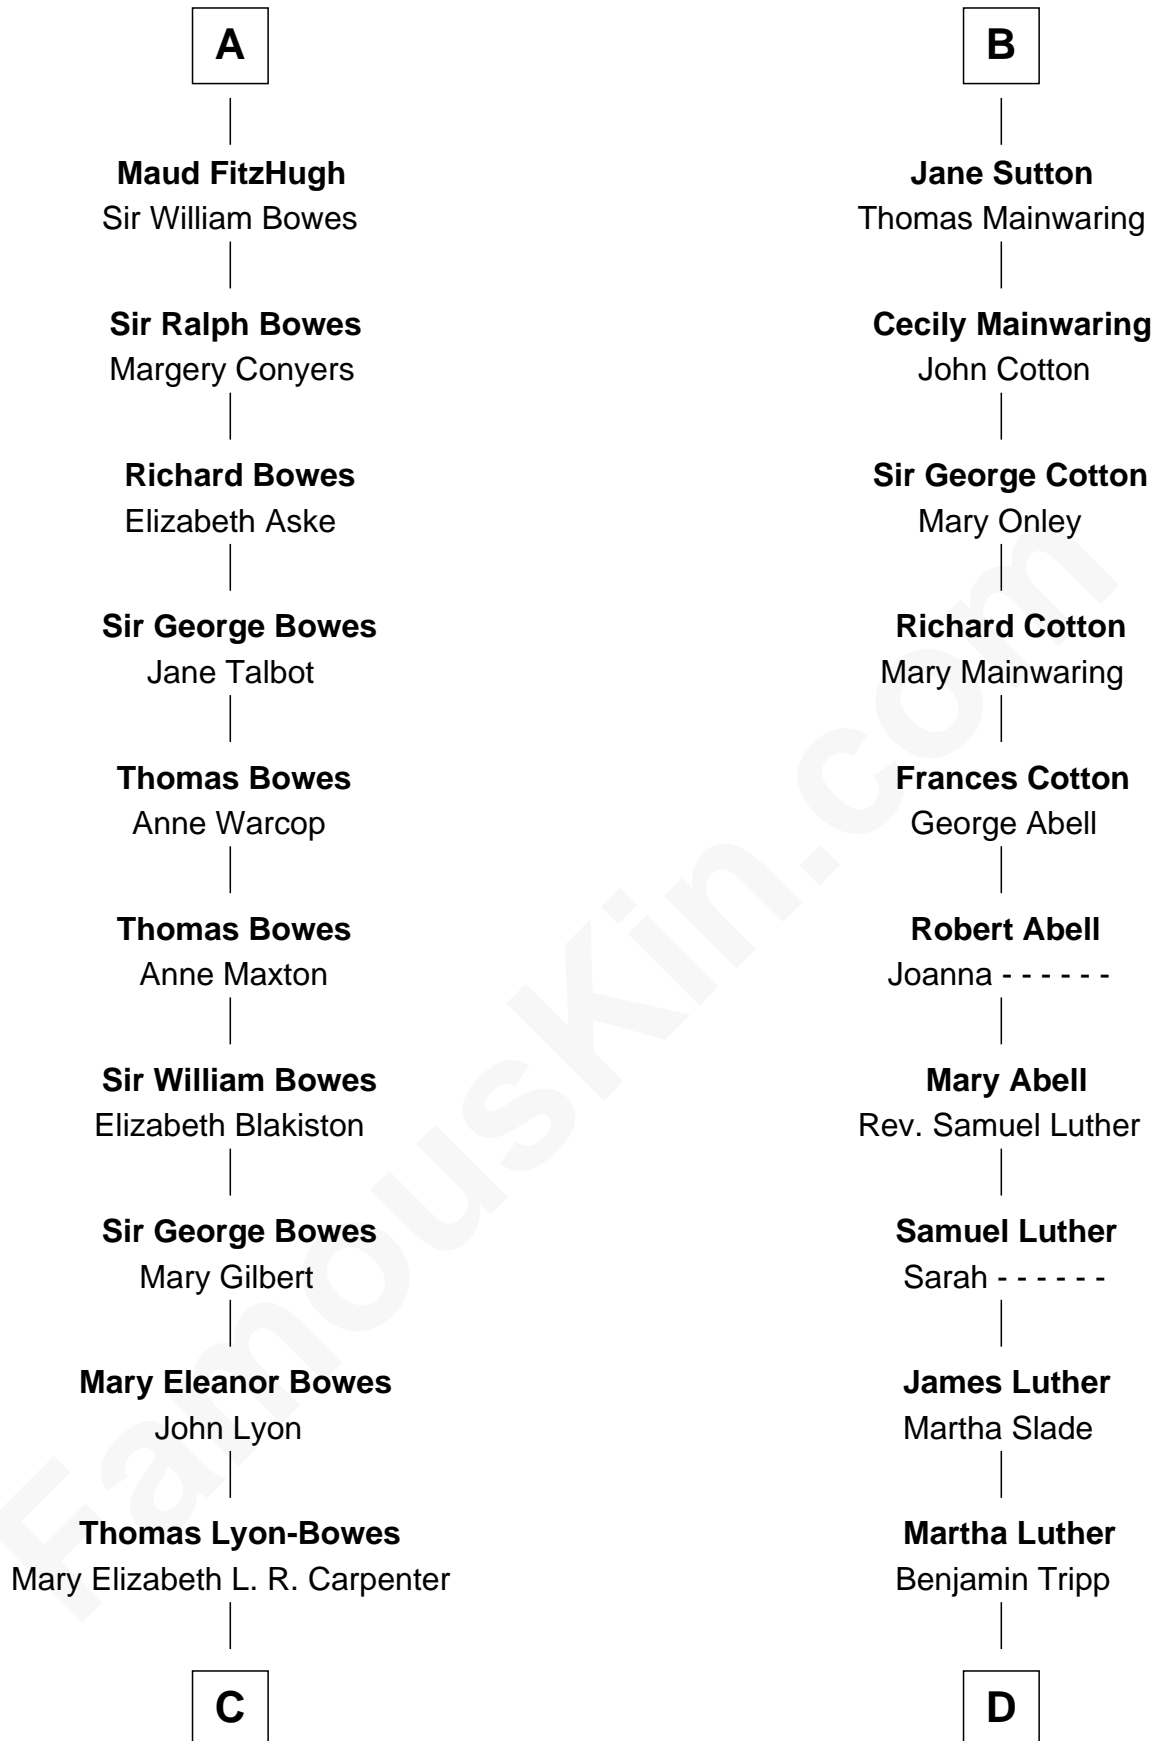 A
Maud FitzHugh
Sir William Bowes
Sir Ralph Bowes
Margery Conyers
Richard Bowes
Elizabeth Aske
Sir George Bowes
Jane Talbot
Thomas Bowes
Anne Warcop
Thomas Bowes
Anne Maxton
Sir William Bowes
Elizabeth Blakiston
Sir George Bowes
Mary Gilbert
Mary Eleanor Bowes
John Lyon
Thomas Lyon-Bowes
Mary Elizabeth L. R. Carpenter
C
B
Jane Sutton
Thomas Mainwaring
Cecily Mainwaring
John Cotton
Sir George Cotton
Mary Onley
Richard Cotton
Mary Mainwaring
Frances Cotton
George Abell
Robert Abell
Joanna - - - - - -
Mary Abell
Rev. Samuel Luther
Samuel Luther
Sarah - - - - - -
James Luther
Martha Slade
Martha Luther
Benjamin Tripp
D
FamousKin.com